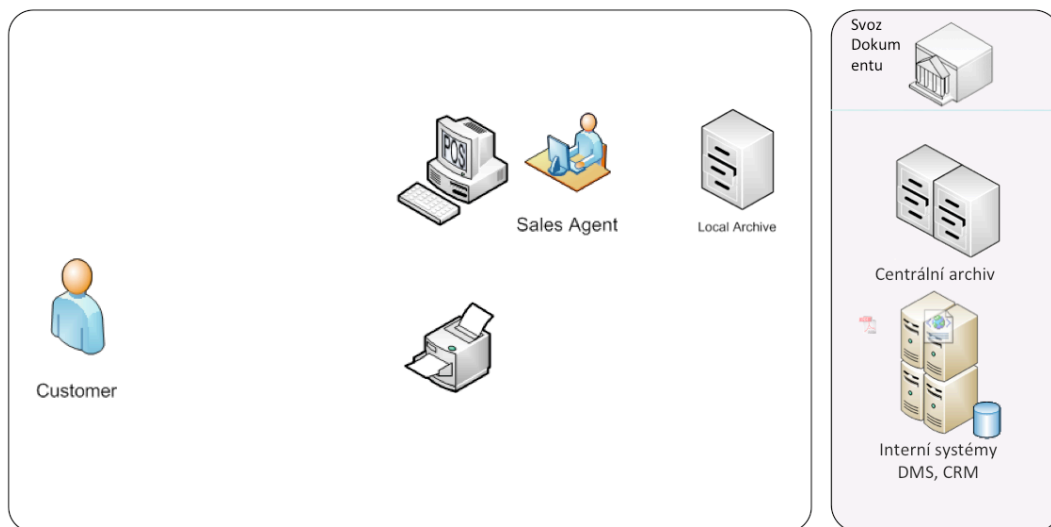 Svoz
Dokum
entu
POS
Sales Agent
Local Archive
Centrální archiv
Customer
Interní systémy
DMS, CRM